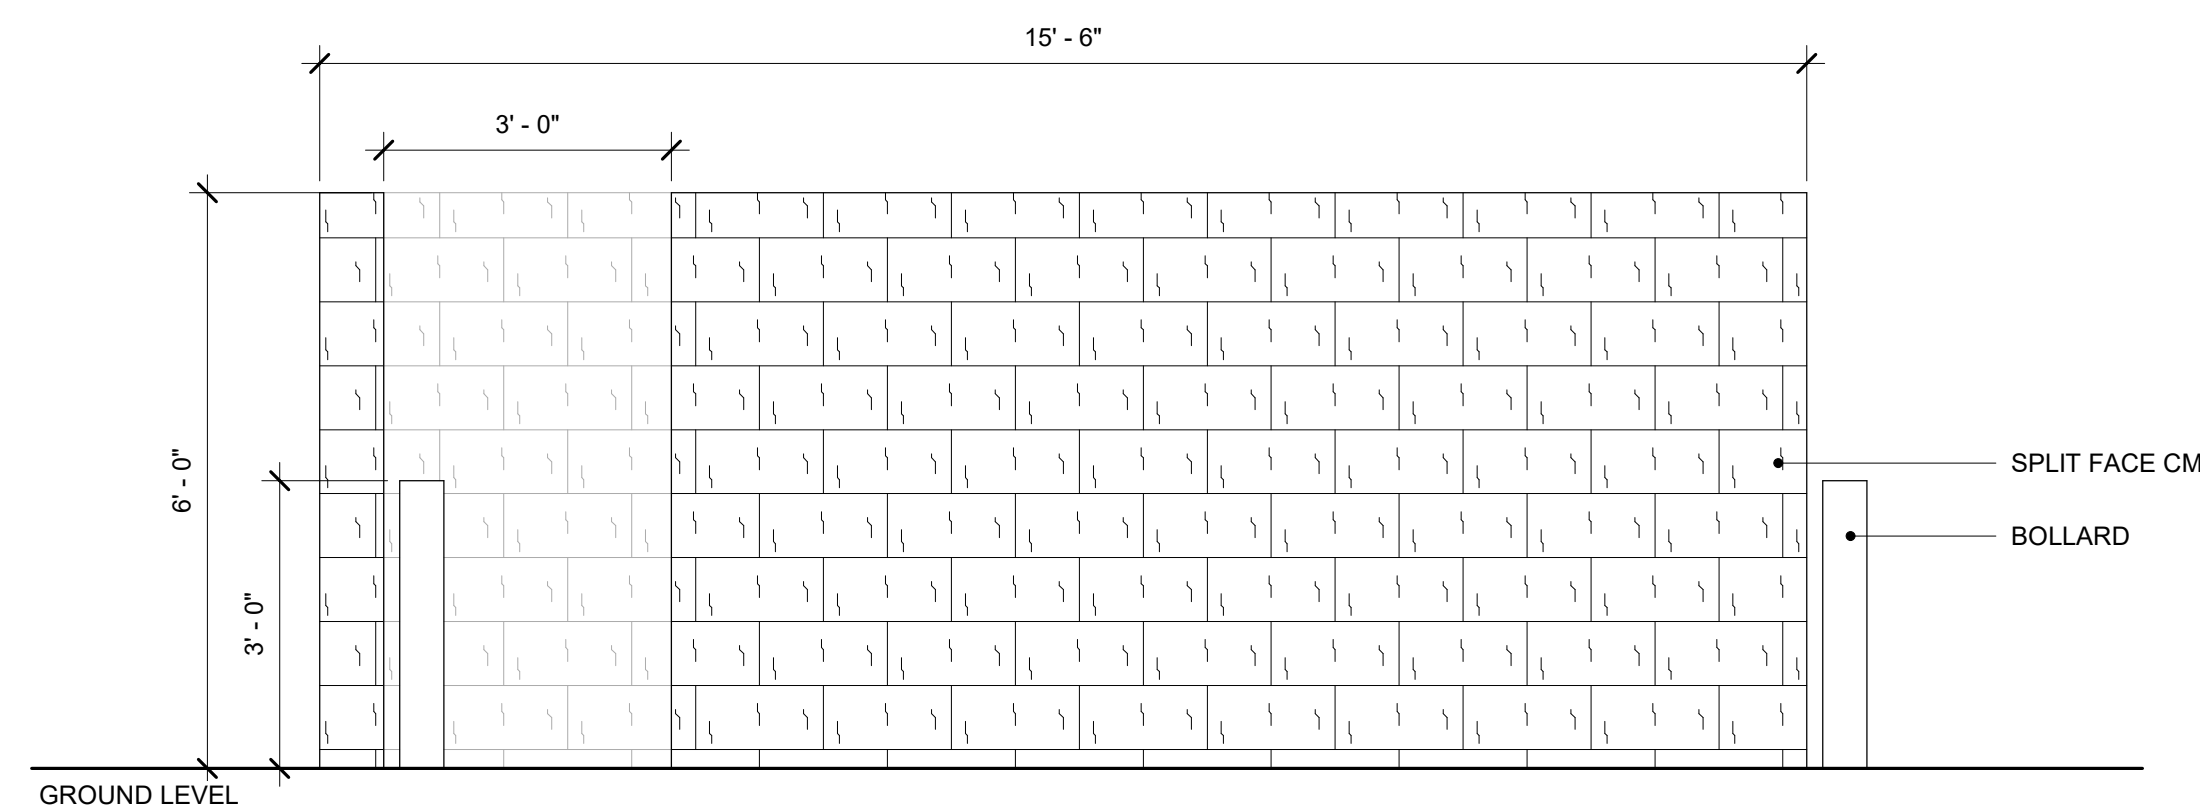 15' - 6"
3' - 0"
6' - 0"
3' - 0"
SPLIT FACE CM
BOLLARD
GROUND LEVEL